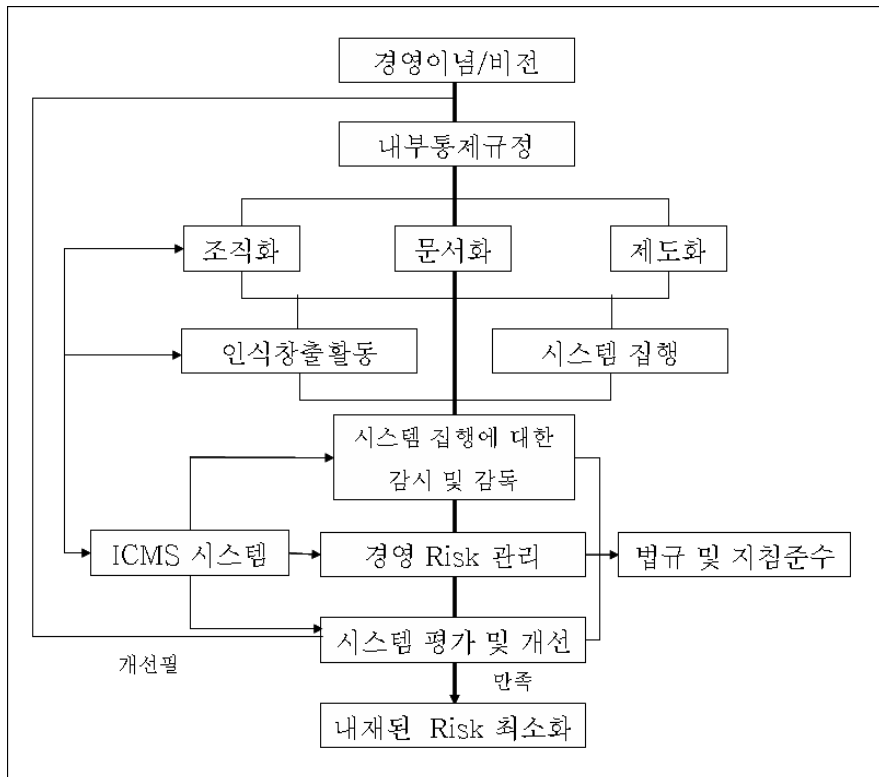 경영이념/비전
내부통제규정
조직화
문서화
제도화
인식창출활동
시스템 집행
시스템 집행에 대한
감시 및 감독
ICMS 시스템
경영 Risk 관리
법규 및 지침준수
시스템 평가 및 개선
개선필
만족
내재된 Risk 최소화